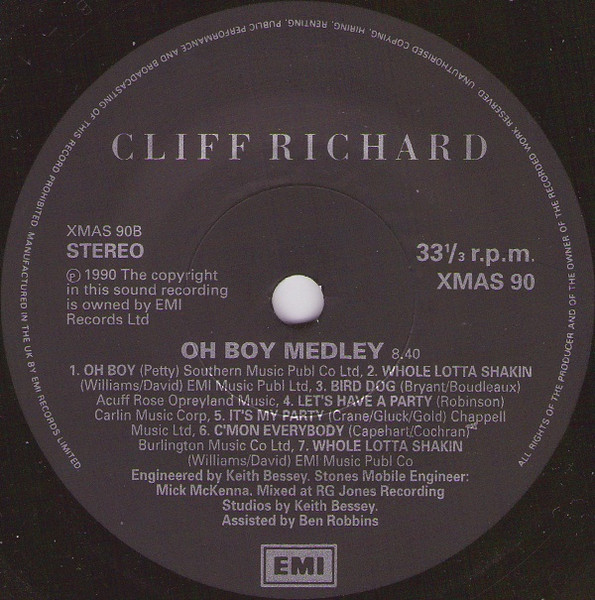 CLIFF RICHARD
XMAS 90B
STEREO
33⅓ r.p.m.
XMAS 90
℗ 1990 The copyright
in this sound recording
is owned by EMI
Records Ltd
OH BOY MEDLEY 8.40
1. OH BOY (Petty) Southern Music Publ Co Ltd, 2. WHOLE LOTTA SHAKIN
(Williams/David) EMI Music Publ Ltd, 3. BIRD DOG (Bryant/Boudleaux)
Acuff Rose Opreyland Music, 4. LET'S HAVE A PARTY (Robinson)
Carlin Music Corp, 5. IT'S MY PARTY (Crane/Gluck/Gold) Chappell
Music Ltd, 6. C'MON EVERYBODY (Capehart/Cochran)
Burlington Music Co Ltd, 7. WHOLE LOTTA SHAKIN
(Williams/David) EMI Music Publ Co
Engineered by Keith Bessey. Stones Mobile Engineer:
Mick McKenna. Mixed at RG Jones Recording
Studios by Keith Bessey.
Assisted by Ben Robbins
EMI
ALL RIGHTS OF THE PRODUCER AND OF THE OWNER OF THE RECORDED WORK RESERVED. UNAUTHORISED COPYING, HIRING, RENTING, PUBLIC PERFORMANCE AND BROADCASTING OF THIS RECORD PROHIBITED. MANUFACTURED IN THE UK BY EMI RECORDS LIMITED